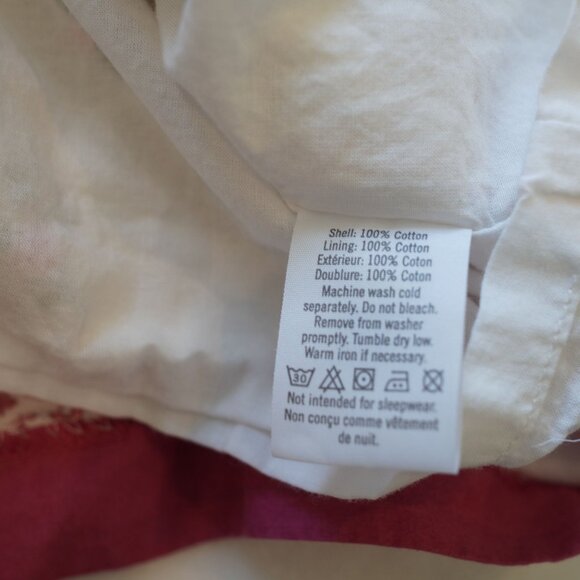 Shell: 100% Cotton
Lining: 100% Cotton
Extérieur: 100% Coton
Doublure: 100% Coton
Machine wash cold
separately. Do not bleach.
Remove from washer
promptly. Tumble dry low.
Warm iron if necessary.
30
Not intended for sleepwear.
Non conçu comme vêtement
de nuit.